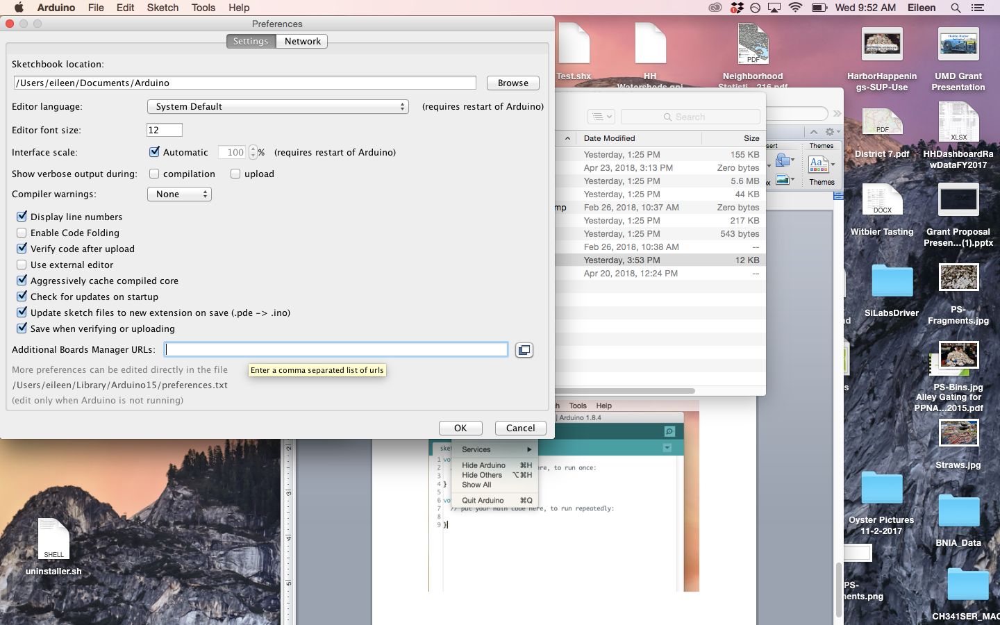 Arduino File Edit Sketch Tools Help
Wed 9:52 AM Eileen
Preferences
Settings Network
Sketchbook location:
/Users/eileen/Documents/Arduino Browse
Editor language: System Default (requires restart of Arduino)
Editor font size: 12
Interface scale: Automatic 100 % (requires restart of Arduino)
Show verbose output during: compilation upload
Compiler warnings: None
Display line numbers
Enable Code Folding
Verify code after upload
Use external editor
Aggressively cache compiled core
Check for updates on startup
Update sketch files to new extension on save (.pde -> .ino)
Save when verifying or uploading
Additional Boards Manager URLs:
Enter a comma separated list of urls
More preferences can be edited directly in the file
/Users/eileen/Library/Arduino15/preferences.txt
(edit only when Arduino is not running)
OK Cancel
Search
Date Modified Size
Yesterday, 1:25 PM 155 KB
Apr 23, 2018, 3:13 PM Zero bytes
Yesterday, 1:25 PM 5.6 MB
Yesterday, 1:25 PM 44 KB
mp Feb 26, 2018, 10:37 AM Zero bytes
Yesterday, 1:25 PM 217 KB
Yesterday, 1:25 PM 543 bytes
Feb 26, 2018, 10:38 AM --
Yesterday, 3:53 PM 12 KB
Apr 20, 2018, 12:24 PM --
sert Themes
Aa
Themes
Tools Help
| Arduino 1.8.4
Services
Hide Arduino ⌘H
Hide Others ⌥⌘H
Show All
Quit Arduino ⌘Q
1 vo
2 re, to run once:
3
4 }
5
6 vo
7 // put your main code here, to run repeatedly:
8
9 }
Test.shx
HH
PDF
Neighborhood
Statisti...216.pdf
HarborHappenin
gs-SUP-Use
UMD Grant
Presentation
PDF
District 7.pdf
XLSX
HHDashboardRa
wDataFY2017
DOCX
Witbier Tasting
Grant Proposal
Presen...(1).pptx
SiLabsDriver
PS-
Fragments.jpg
PS-Bins.jpg
Alley Gating for
PPNA...2015.pdf
Straws.jpg
Oyster Pictures
11-2-2017
BNIA_Data
PS-
CH341SER_MAC
SHELL
uninstaller.sh